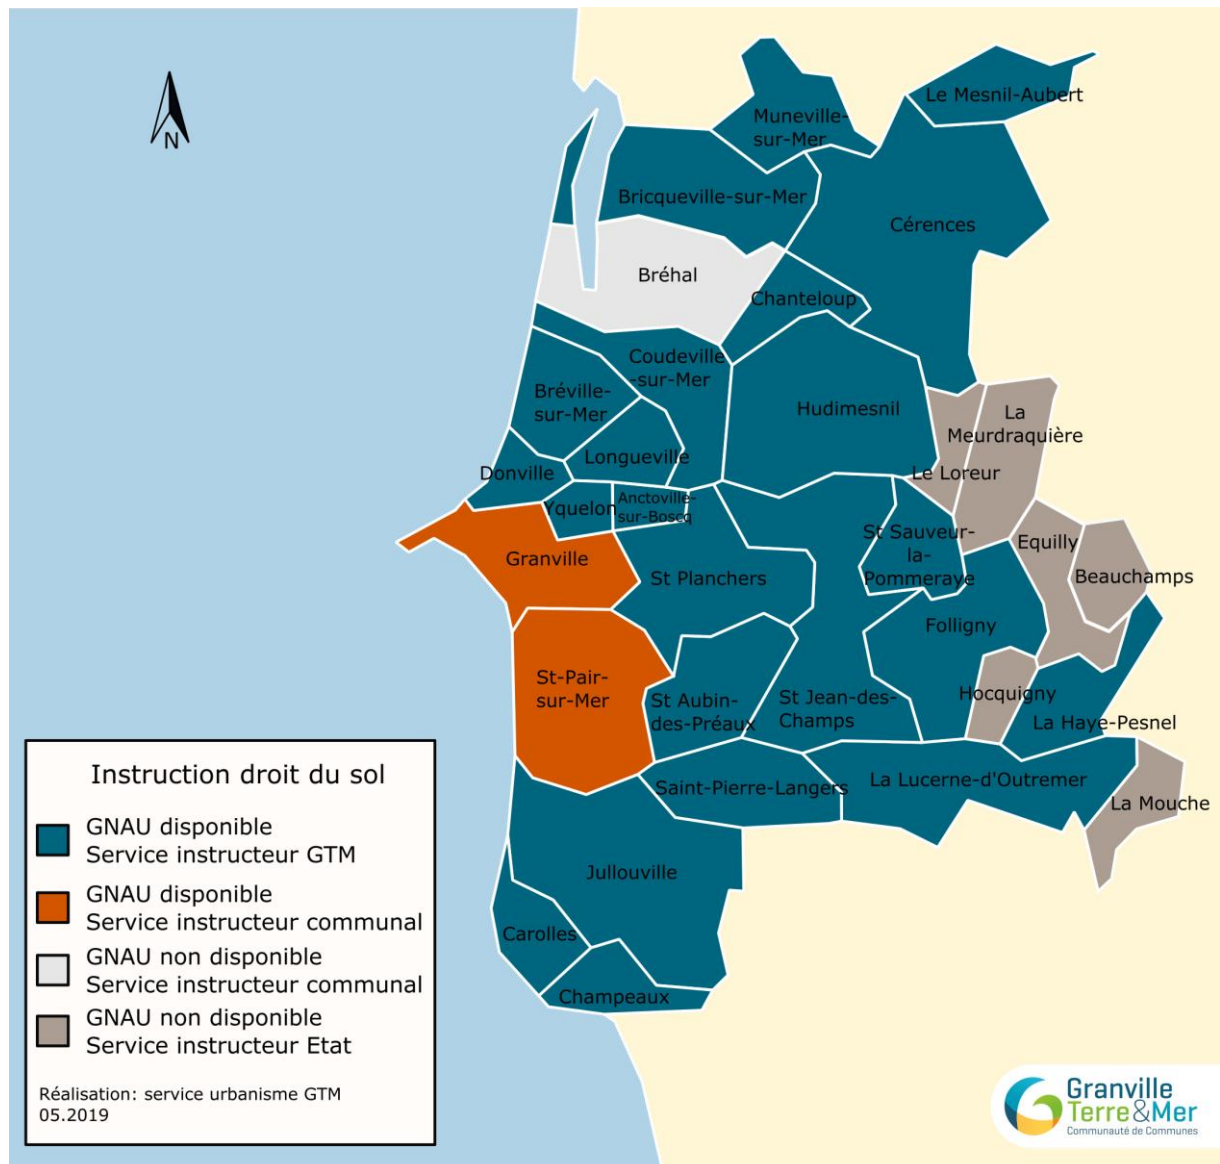 Le Mesnil-Aubert
Muneville-
sur-Mer
Bricqueville-sur-Mer
Cérences
Bréhal
Chanteloup
Coudeville
-sur-Mer
Bréville-
sur-Mer
Hudimesnil
La
Meurdraquière
Longueville
Donville
Le Loreur
Anctoville
-sur-Boscq
Yquelon
St Sauveur-
la-
Pommeraye
Equilly
Granville
St Planchers
Beauchamps
Folligny
St-Pair-
sur-Mer
St Aubin-
des-Préaux
St Jean-des-
Champs
Hocquigny
La Haye-Pesnel
Saint-Pierre-Langers
La Lucerne-d'Outremer
La Mouche
Jullouville
Carolles
Champeaux
N
Instruction droit du sol
GNAU disponible
Service instructeur GTM
GNAU disponible
Service instructeur communal
GNAU non disponible
Service instructeur communal
GNAU non disponible
Service instructeur Etat
Réalisation: service urbanisme GTM
05.2019
Granville
Terre&Mer
Communauté de Communes